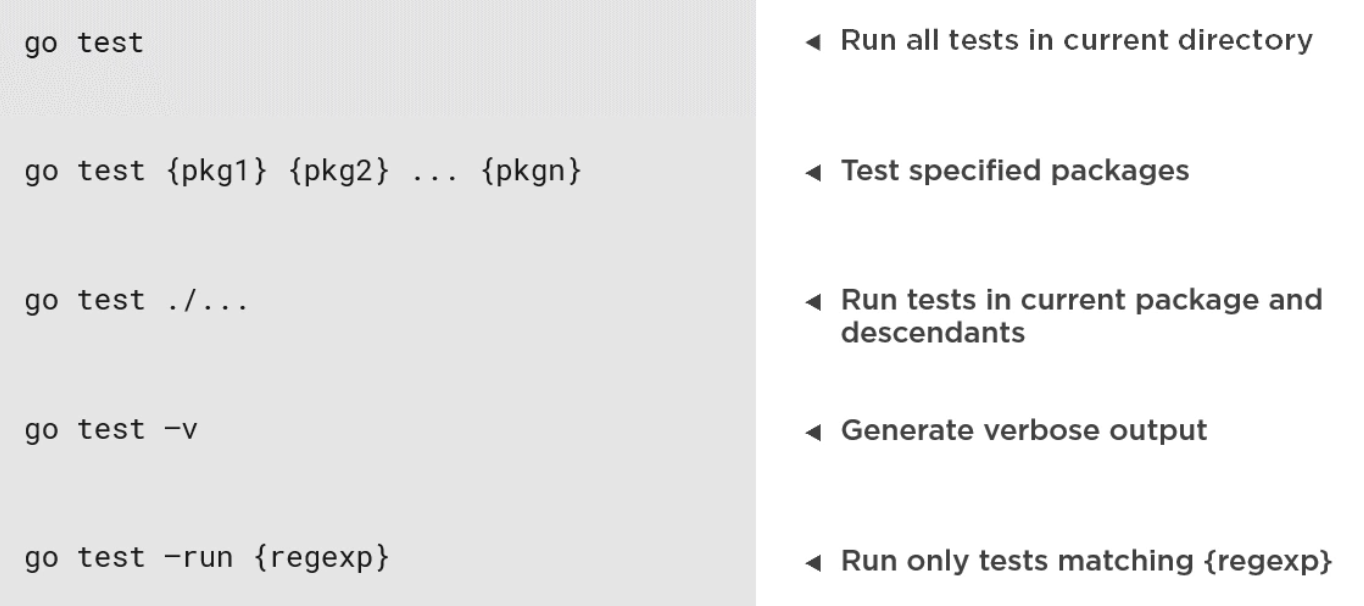 go test
◄ Run all tests in current directory
go test {pkg1} {pkg2} ... {pkgn}
◄ Test specified packages
go test ./...
◄ Run tests in current package and
descendants
go test –v
◄ Generate verbose output
go test –run {regexp}
◄ Run only tests matching {regexp}